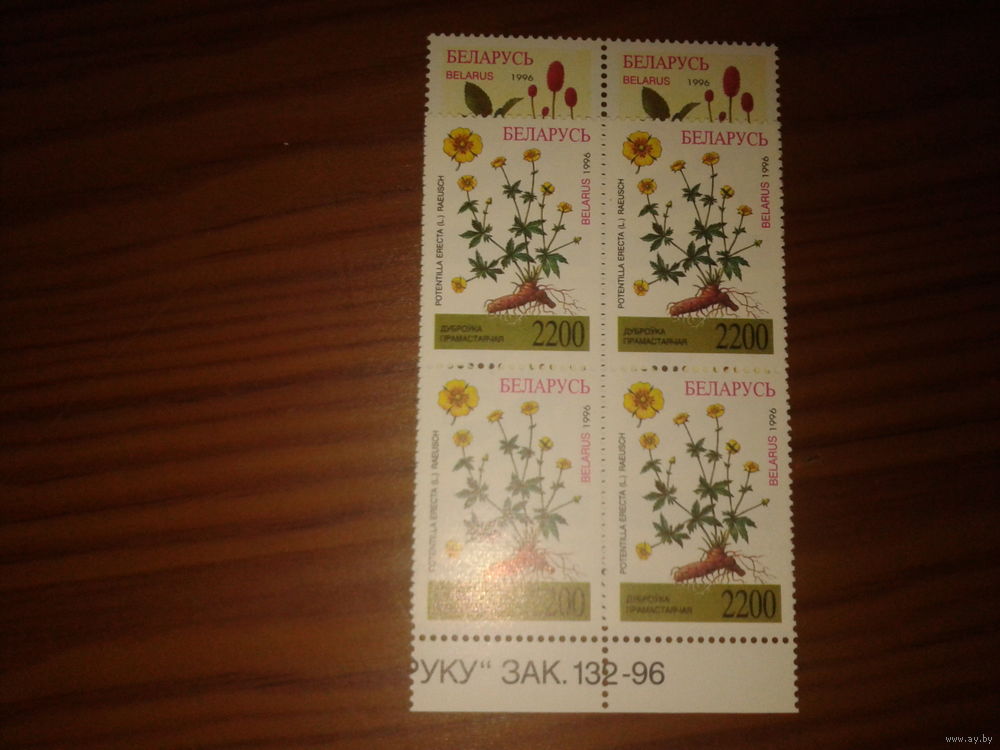 БЕЛАРУСЬ
BELARUS 1996
БЕЛАРУСЬ
BELARUS 1996
БЕЛАРУСЬ
BELARUS 1996
POTENTILLA ERECTA (L.) RAEUSCH
ДУБРОЎКА
ПРАМАСТАЯЧАЯ
2200
БЕЛАРУСЬ
BELARUS 1996
POTENTILLA ERECTA (L.) RAEUSCH
ДУБРОЎКА
ПРАМАСТАЯЧАЯ
2200
БЕЛАРУСЬ
BELARUS 1996
POTENTILLA ERECTA (L.) RAEUSCH
2200
БЕЛАРУСЬ
BELARUS 1996
POTENTILLA ERECTA (L.) RAEUSCH
ДУБРОЎКА
ПРАМАСТАЯЧАЯ
2200
РУКУ“ ЗАК. 132-96
www.ay.by